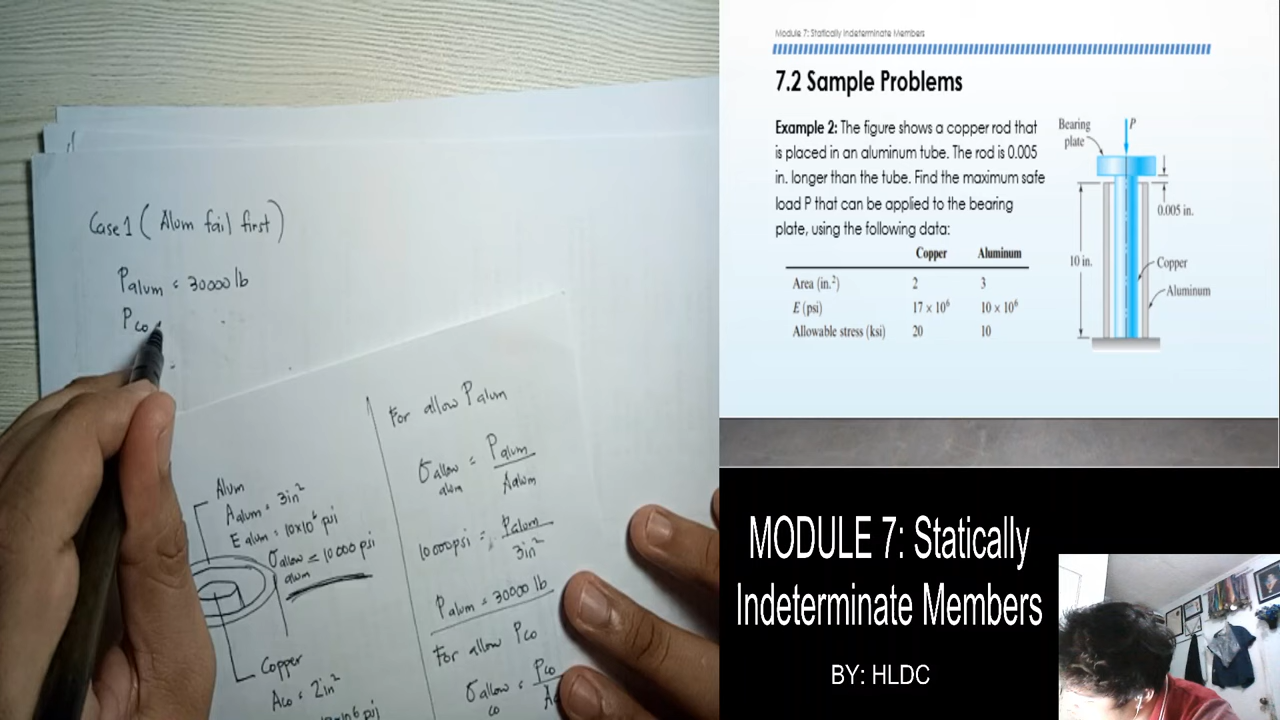 Case 1 ( Alum fail first )
Palum = 30000 lb
Pco
Alum
Aalum = 3in²
Ealum = 10x10⁶ psi
σallow = 10 000 psi
alum
Copper
Aco = 2in²
For allow Palum
σallow = Palum
alum Aalum
10000psi = Palum
3in²
Palum = 30000 lb
For allow Pco
σallow = Pco
co
Module 7: Statically Indeterminate Members
7.2 Sample Problems
Example 2: The figure shows a copper rod that
is placed in an aluminum tube. The rod is 0.005
in. longer than the tube. Find the maximum safe
load P that can be applied to the bearing
plate, using the following data:
Copper Aluminum
Area (in.²) 2 3
E (psi) 17 × 10⁶ 10 × 10⁶
Allowable stress (ksi) 20 10
Bearing
plate
P
0.005 in.
10 in.
Copper
Aluminum
MODULE 7: Statically
Indeterminate Members
BY: HLDC